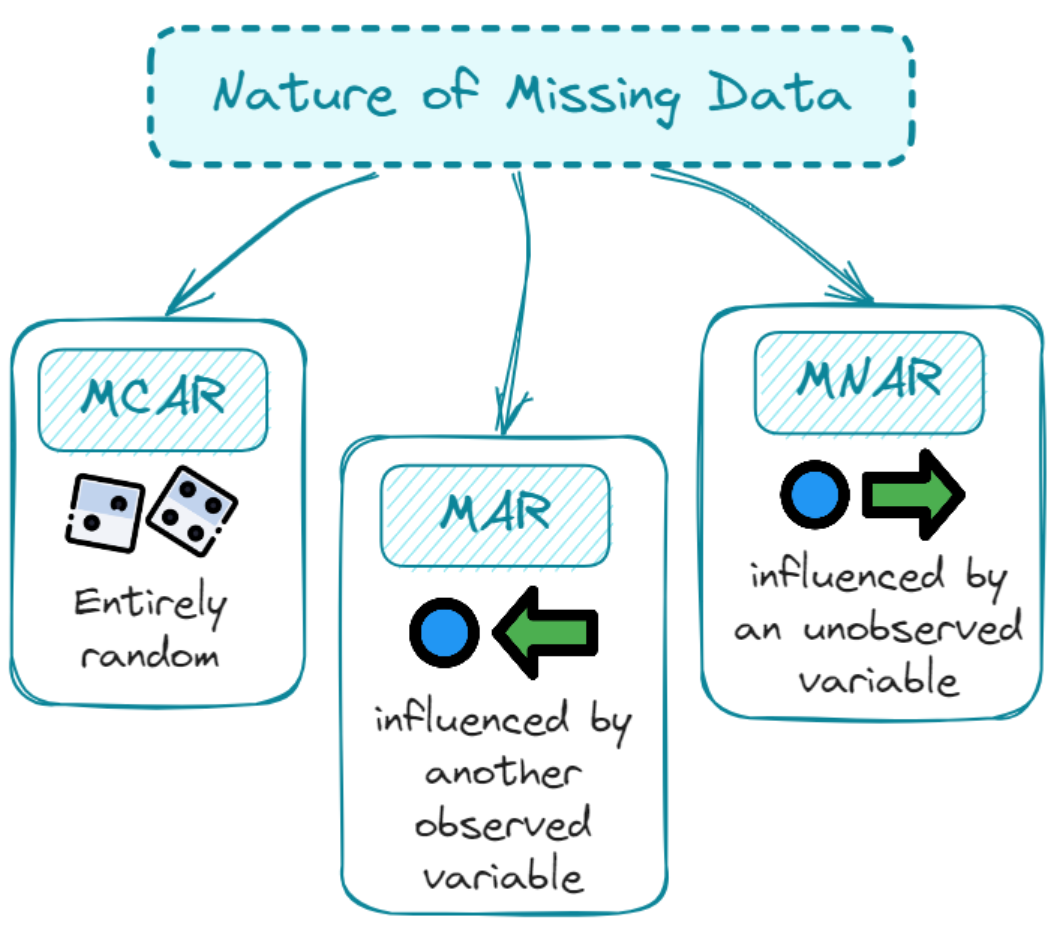 Nature of Missing Data
MCAR
Entirely
random
MAR
influenced by
another
observed
variable
MNAR
influenced by
an unobserved
variable